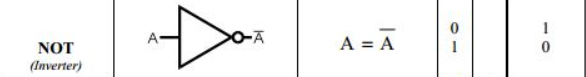 NOT
(Inverter)
A
A̅
A = A̅
0
1
1
0